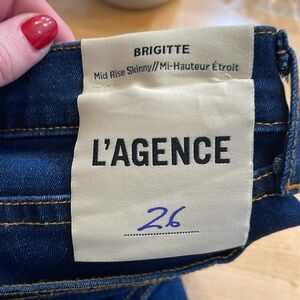 BRIGITTE
Mid Rise Skinny//Mi-Hauteur Étroit
L'AGENCE
26